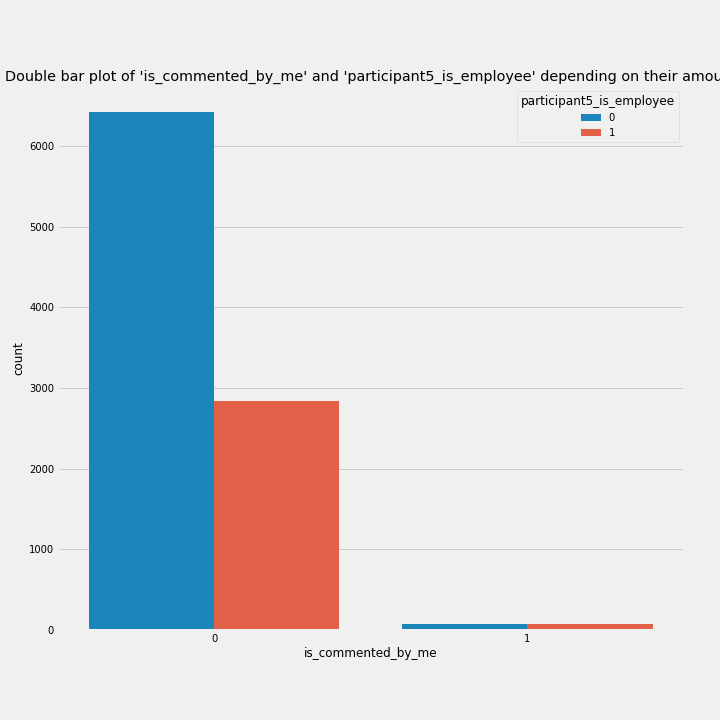 Double bar plot of 'is_commented_by_me' and 'participant5_is_employee' depending on their
participant5_is_employee
0
1
6000
5000
4000
3000
2000
1000
0
count
0 1
is_commented_by_me